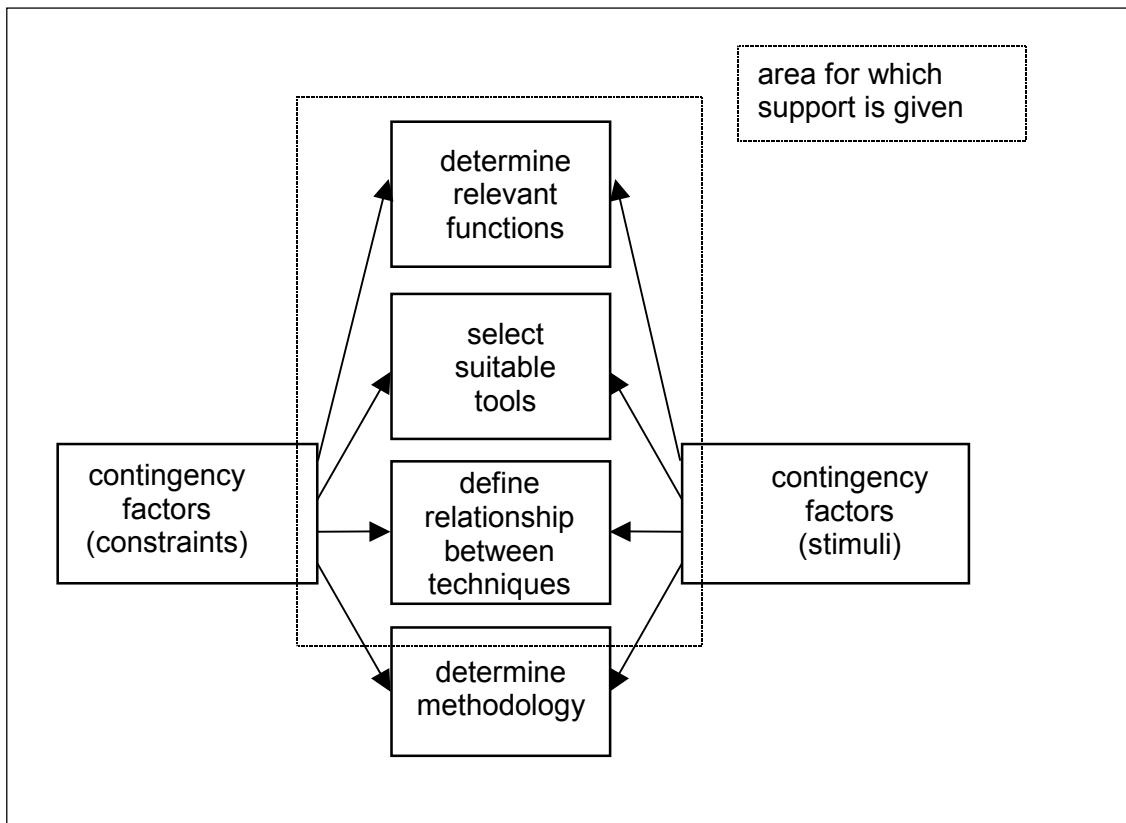 area for which
support is given
determine
relevant
functions
select
suitable
tools
contingency
factors
(constraints)
define
relationship
between
techniques
contingency
factors
(stimuli)
determine
methodology